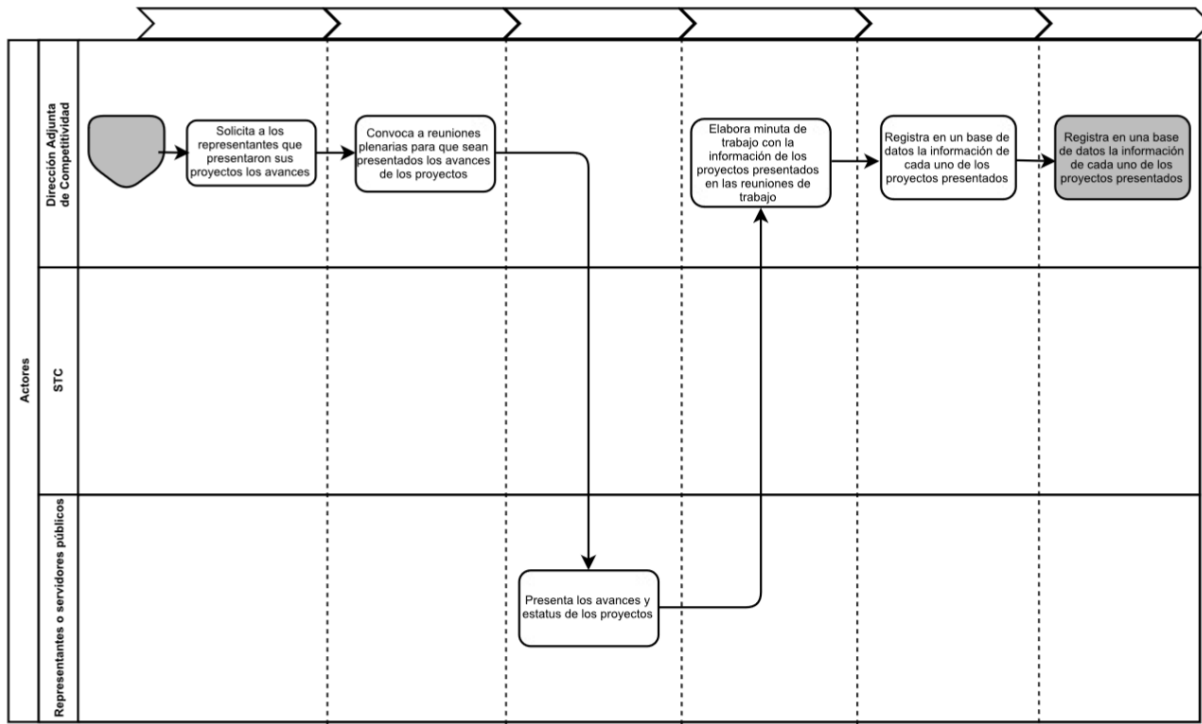 Actores
Dirección Adjunta
de Competitividad
Solicita a los
representantes que
presentaron sus
proyectos los avances
Convoca a reuniones
plenarias para que sean
presentados los avances
de los proyectos
Elabora minuta de
trabajo con la
información de los
proyectos presentados
en las reuniones de
trabajo
Registra en un base de
datos la información de
cada uno de los
proyectos presentados
Registra en una base
de datos la información
de cada uno de los
proyectos presentados
STC
Representantes o servidores públicos
Presenta los avances y
estatus de los proyectos